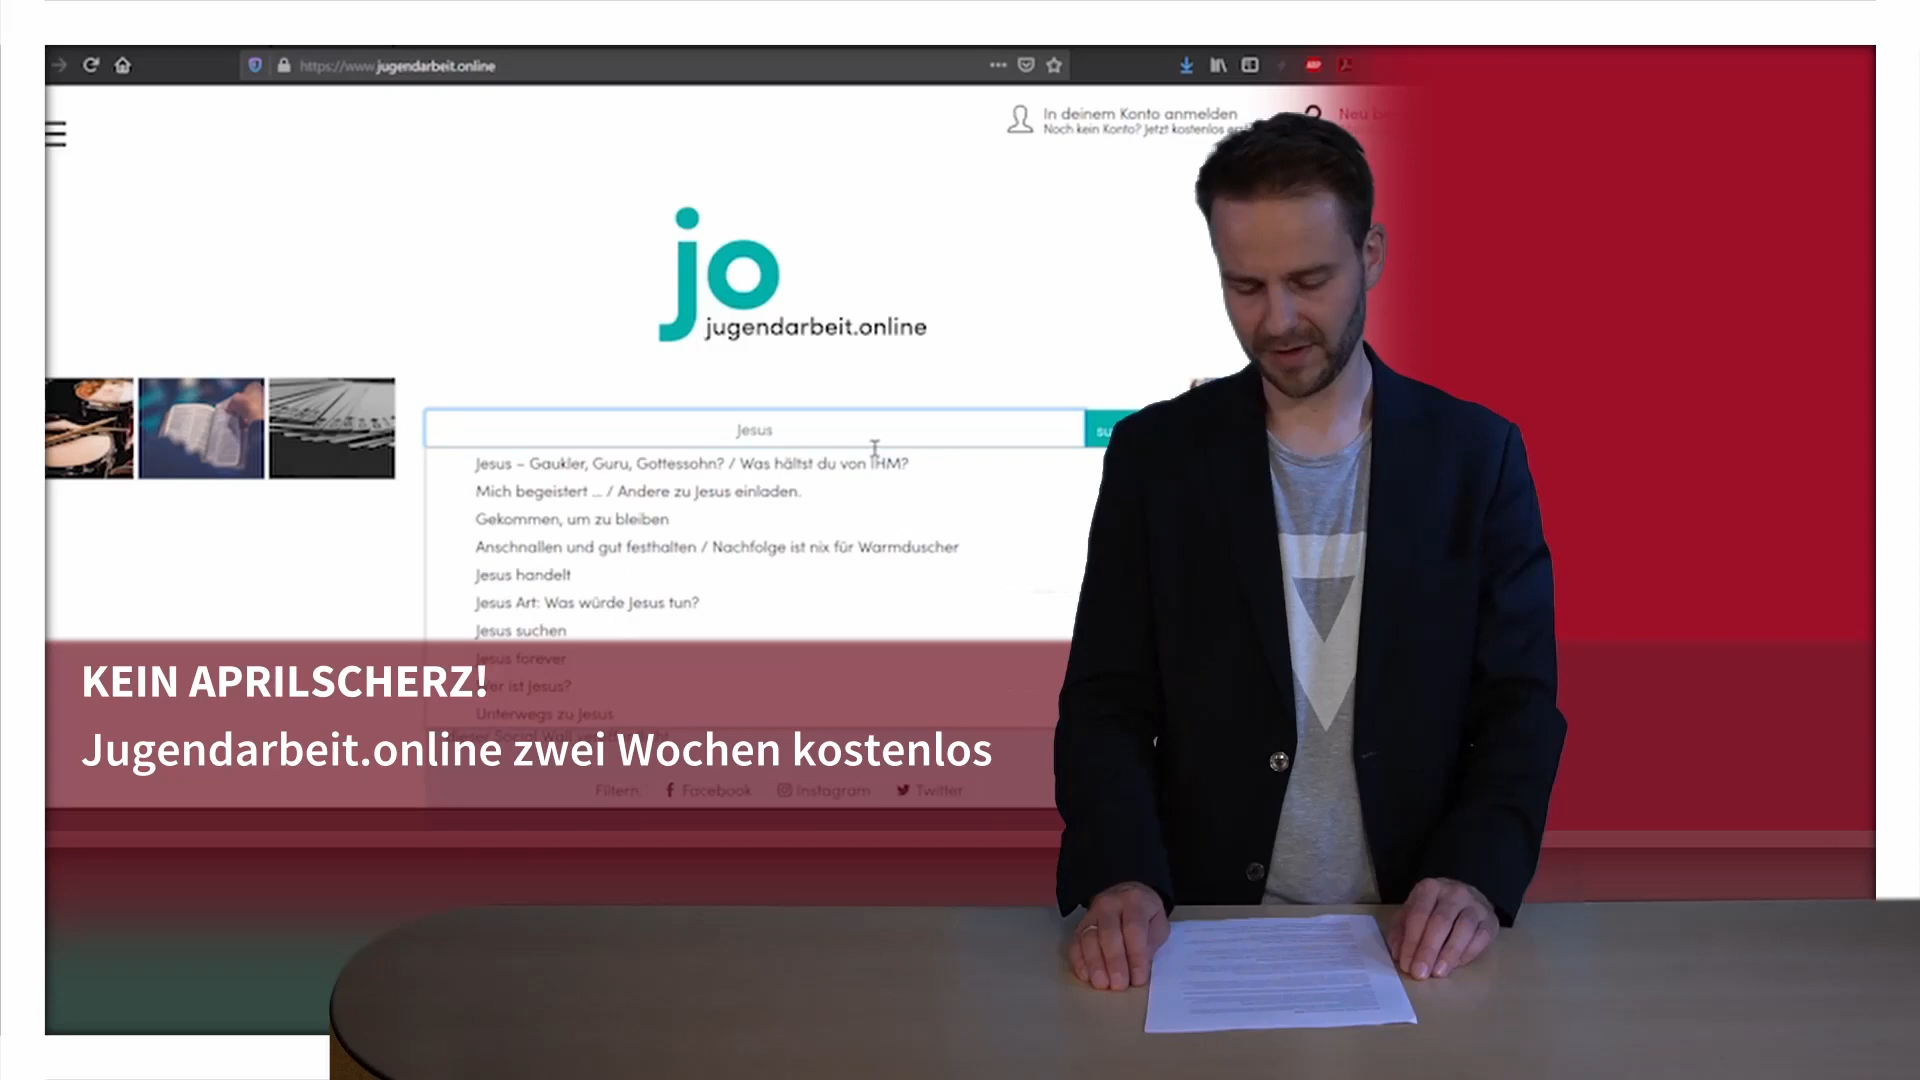 https://www.jugendarbeit.online
In deinem Konto anmelden
Noch kein Konto? Jetzt kostenlos
Neu
jo
jugendarbeit.online
Jesus
Jesus – Gaukler, Guru, Gottessohn? / Was hältst du von IHM?
Mich begeistert ... / Andere zu Jesus einladen.
Gekommen, um zu bleiben
Anschnallen und gut festhalten / Nachfolge ist nix für Warmduscher
Jesus handelt
Jesus Art: Was würde Jesus tun?
Jesus suchen
Jesus forever
KEIN APRILSCHERZ!
ist Jesus?
Unterwegs zu Jesus
Jugendarbeit.online zwei Wochen kostenlos
Filtern: Facebook Instagram Twitter